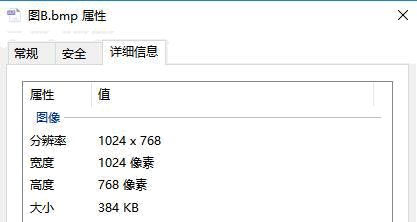 图B.bmp 属性
常规 安全 详细信息
属性 值
图像
分辨率 1024 x 768
宽度 1024 像素
高度 768 像素
大小 384 KB